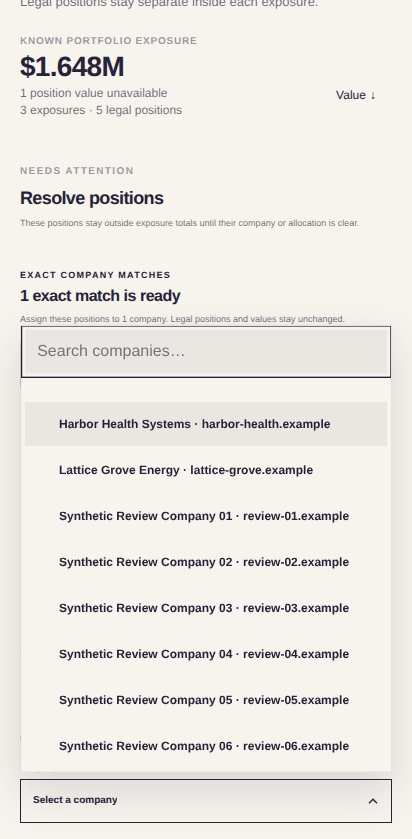 Legal positions stay separate inside each exposure.
KNOWN PORTFOLIO EXPOSURE
$1.648M
1 position value unavailable
Value ↓
3 exposures · 5 legal positions
NEEDS ATTENTION
Resolve positions
These positions stay outside exposure totals until their company or allocation is clear.
EXACT COMPANY MATCHES
1 exact match is ready
Assign these positions to 1 company. Legal positions and values stay unchanged.
Search companies…
Harbor Health Systems · harbor-health.example
Lattice Grove Energy · lattice-grove.example
Synthetic Review Company 01 · review-01.example
Synthetic Review Company 02 · review-02.example
Synthetic Review Company 03 · review-03.example
Synthetic Review Company 04 · review-04.example
Synthetic Review Company 05 · review-05.example
Synthetic Review Company 06 · review-06.example
Select a company